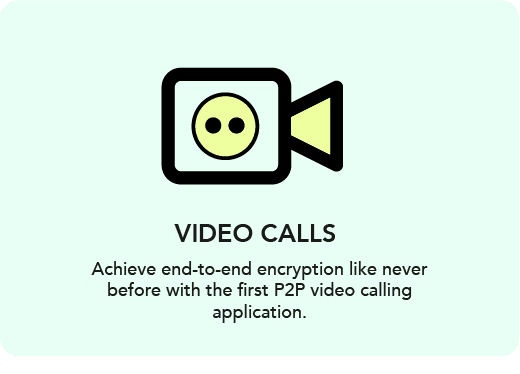 VIDEO CALLS
Achieve end-to-end encryption like never
before with the first P2P video calling
application.